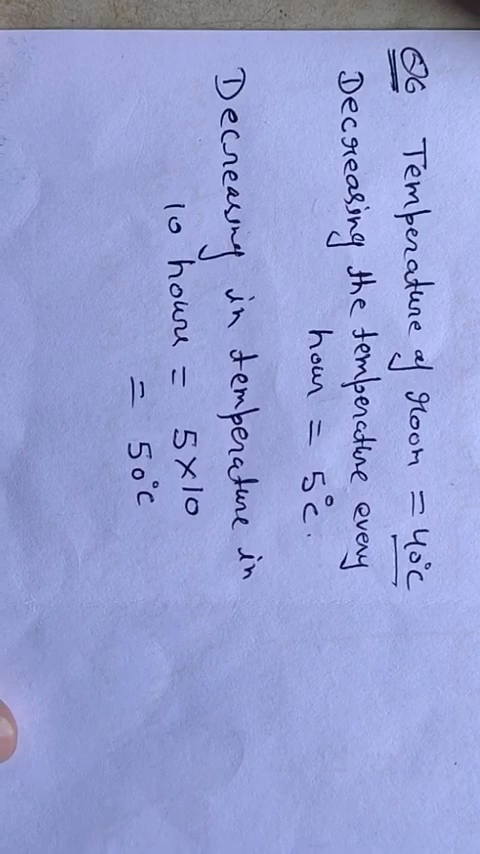 Q6 Temperature of room = 40°C
Decreasing the temperature every
hour = 5°C.
Decreasing in temperature in
10 hours = 5×10
= 50°C